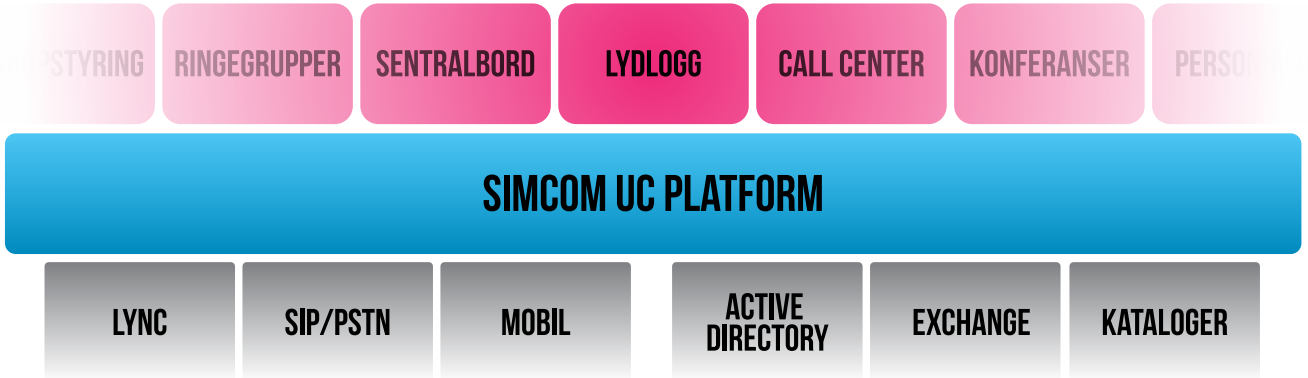 RINGEGRUPPER
SENTRALBORD
LYDLOGG
CALL CENTER
KONFERANSER
SIMCOM UC PLATFORM
LYNC
SIP/PSTN
MOBIL
ACTIVE
DIRECTORY
EXCHANGE
KATALOGER